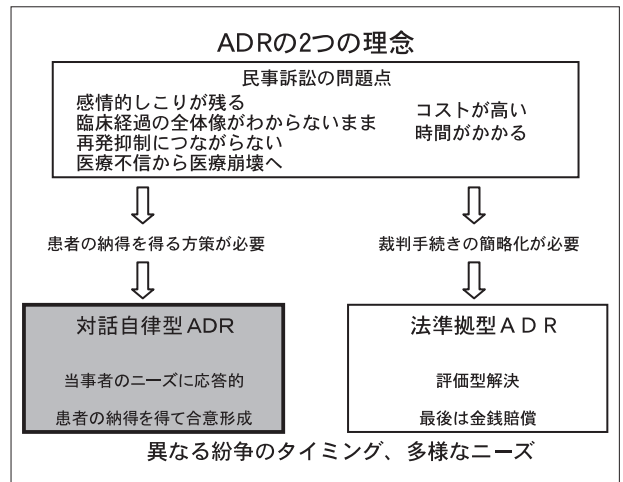 ADRの2つの理念
民事訴訟の問題点
感情的しこりが残る
臨床経過の全体像がわからないまま
再発抑制につながらない
医療不信から医療崩壊へ
コストが高い
時間がかかる
患者の納得を得る方策が必要
裁判手続きの簡略化が必要
対話自律型ADR
当事者のニーズに応答的
患者の納得を得て合意形成
法準拠型ADR
評価型解決
最後は金銭賠償
異なる紛争のタイミング、多様なニーズ